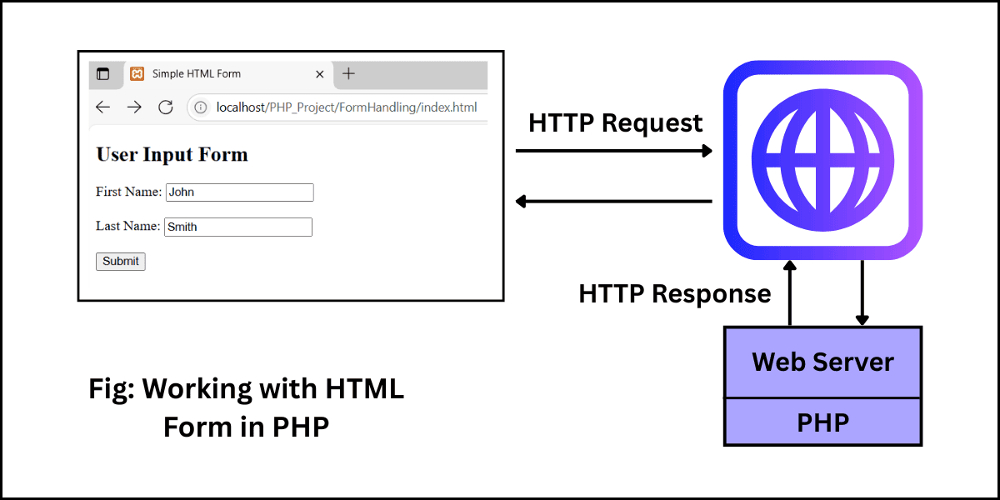 Simple HTML Form
localhost/PHP_Project/FormHandling/index.html
User Input Form
First Name: John
Last Name: Smith
Submit
HTTP Request
HTTP Response
Web Server
PHP
Fig: Working with HTML
Form in PHP